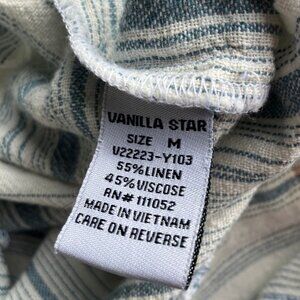 VANILLA STAR
SIZE M
V22223-Y103
55%LINEN
45%VISCOSE
RN# 111052
MADE IN VIETNAM
CARE ON REVERSE